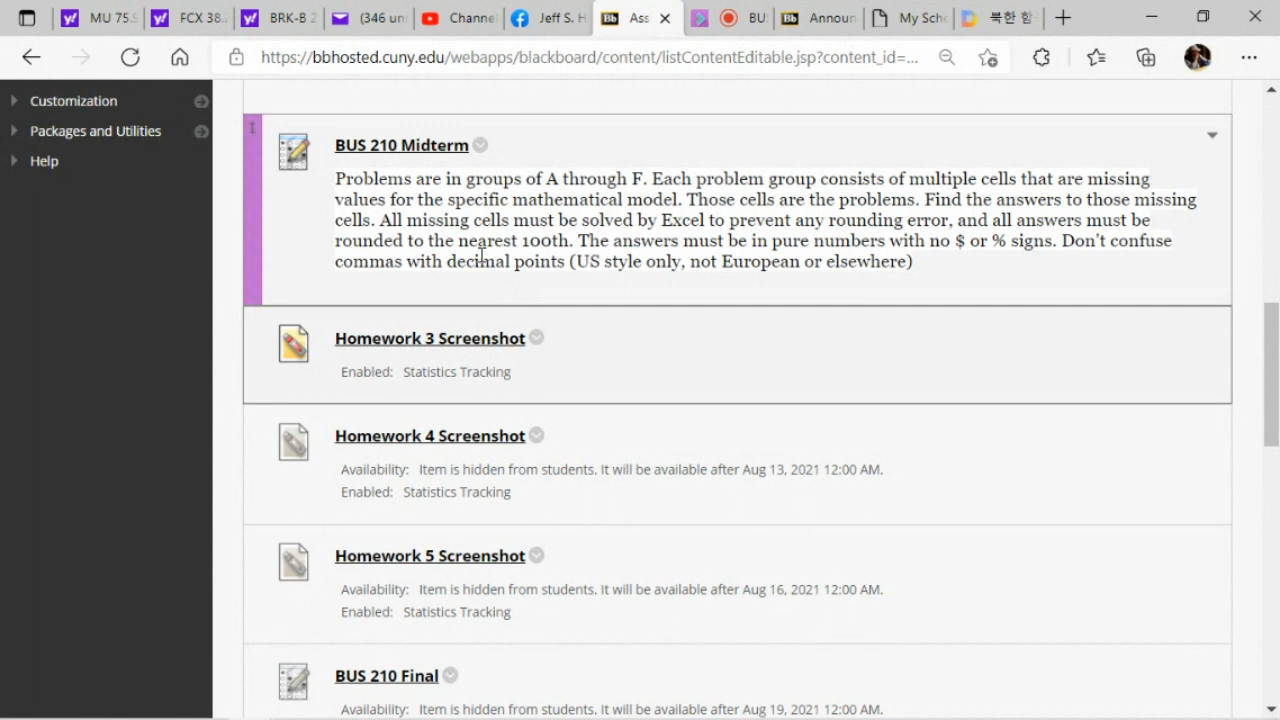 MU 75.
FCX 38.
BRK-B 2
(346 un
Channe
Jeff S. H
Bb Ass
BU
Bb Announ
My Sch
북한 함
https://bbhosted.cuny.edu/webapps/blackboard/content/listContentEditable.jsp?content_id=...
Customization
Packages and Utilities
Help
BUS 210 Midterm
Problems are in groups of A through F. Each problem group consists of multiple cells that are missing
values for the specific mathematical model. Those cells are the problems. Find the answers to those missing
cells. All missing cells must be solved by Excel to prevent any rounding error, and all answers must be
rounded to the nearest 100th. The answers must be in pure numbers with no $ or % signs. Don't confuse
commas with decimal points (US style only, not European or elsewhere)
Homework 3 Screenshot
Enabled: Statistics Tracking
Homework 4 Screenshot
Availability: Item is hidden from students. It will be available after Aug 13, 2021 12:00 AM.
Enabled: Statistics Tracking
Homework 5 Screenshot
Availability: Item is hidden from students. It will be available after Aug 16, 2021 12:00 AM.
Enabled: Statistics Tracking
BUS 210 Final
Availability: Item is hidden from students. It will be available after Aug 19, 2021 12:00 AM.